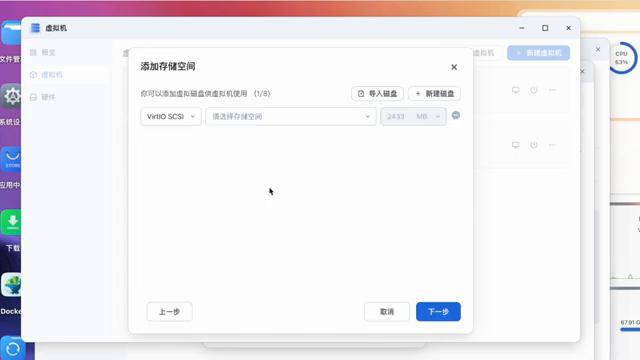 虚拟机
概览
虚拟机
硬件
新建虚拟机
添加存储空间
你可以添加虚拟磁盘供虚拟机使用 (1/8)
导入磁盘
+ 新建磁盘
VirtIO SCSI
请选择存储空间
2433 MB
上一步
取消
下一步
文件管
系统设
应用中
下载
Docke
STORE
CPU
63%
67.91 G